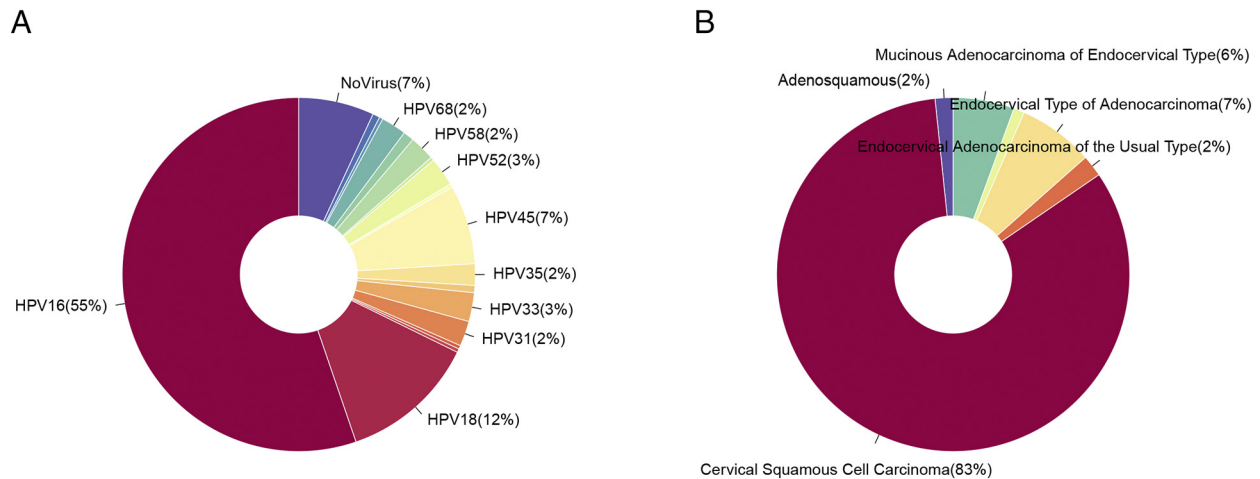 A
NoVirus(7%)
HPV68(2%)
HPV58(2%)
HPV52(3%)
HPV45(7%)
HPV35(2%)
HPV33(3%)
HPV31(2%)
HPV18(12%)
HPV16(55%)
B
Mucinous Adenocarcinoma of Endocervical Type(6%)
Adenosquamous(2%)
Endocervical Type of Adenocarcinoma(7%)
Endocervical Adenocarcinoma of the Usual Type(2%)
Cervical Squamous Cell Carcinoma(83%)